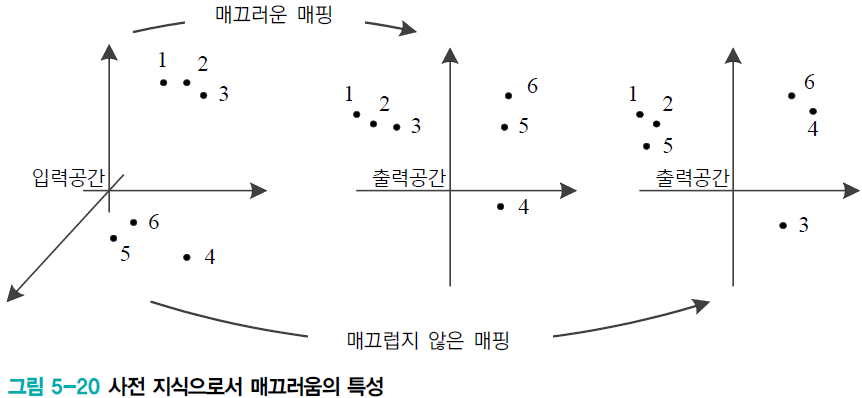 매끄러운 매핑
1 2 3
입력공간
6
5 4
1 2 3
6
5
출력공간
4
1 2
5
6
4
출력공간
3
매끄럽지 않은 매핑
그림 5-20 사전 지식으로서 매끄러움의 특성